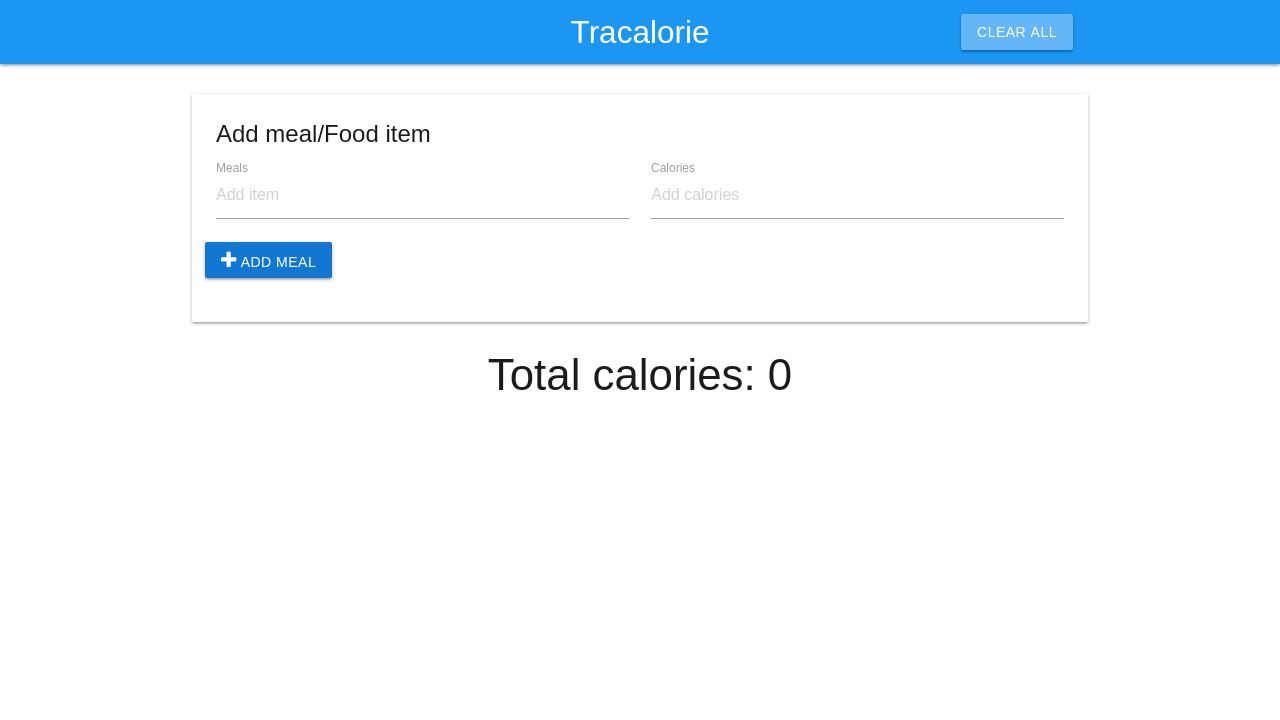 Tracalorie
CLEAR ALL
Add meal/Food item
Meals
Calories
Add item
Add calories
ADD MEAL
Total calories: 0